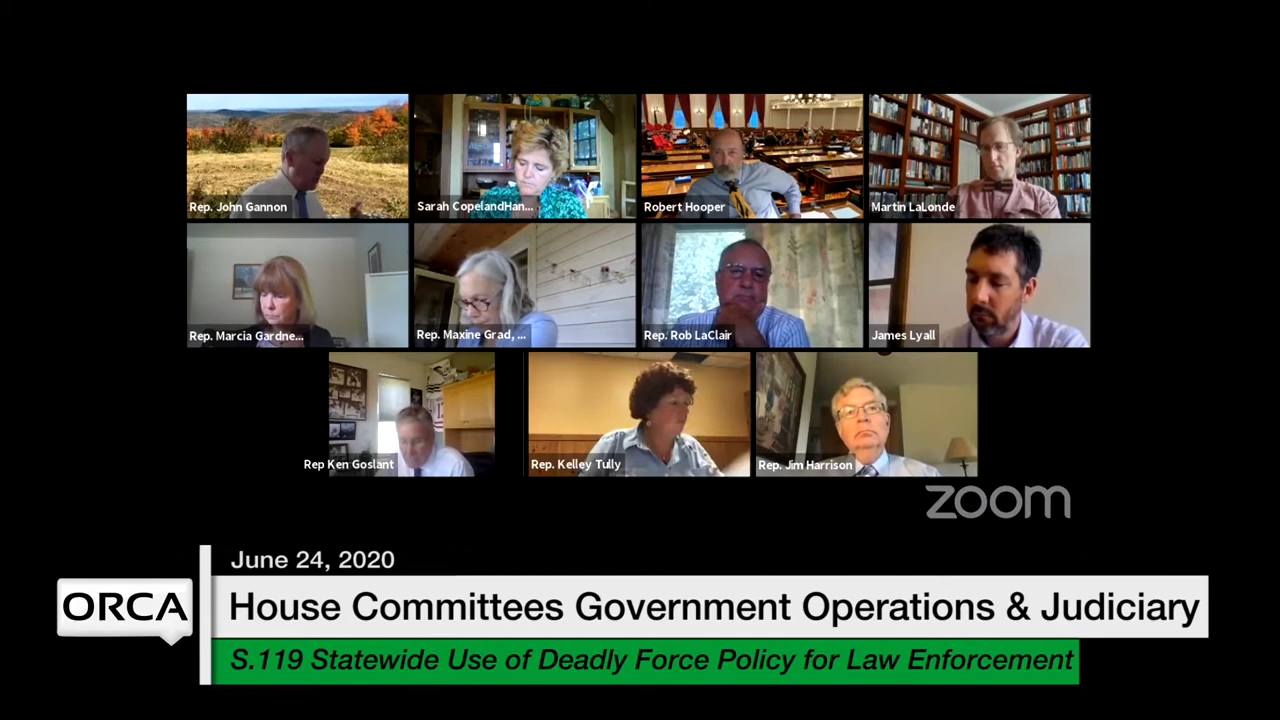 Rep. John Gannon
Sarah CopelandHan...
Robert Hooper
Martin LaLonde
Rep. Marcia Gardne...
Rep. Maxine Grad, ...
Rep. Rob LaClair
James Lyall
Rep Ken Goslant
Rep. Kelley Tully
Rep. Jim Harrison
zoom
June 24, 2020
ORCA
House Committees Government Operations & Judiciary
S.119 Statewide Use of Deadly Force Policy for Law Enforcement